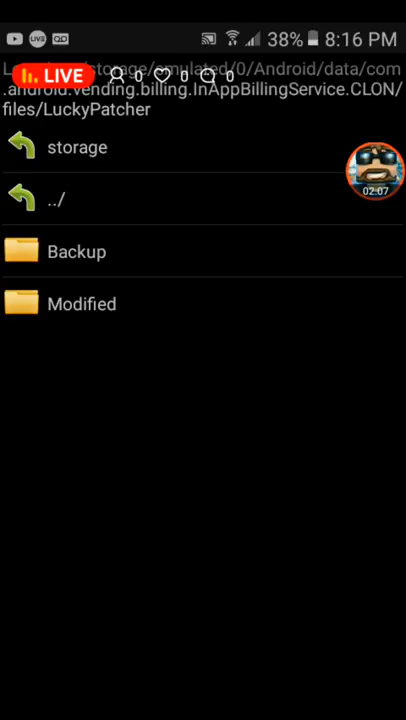 LIVE 38% 8:16 PM
LIVE 0 0 0
storage/emulated/0/Android/data/com
.android.vending.billing.InAppBillingService.CLON/
files/LuckyPatcher
storage
02:07
../
Backup
Modified